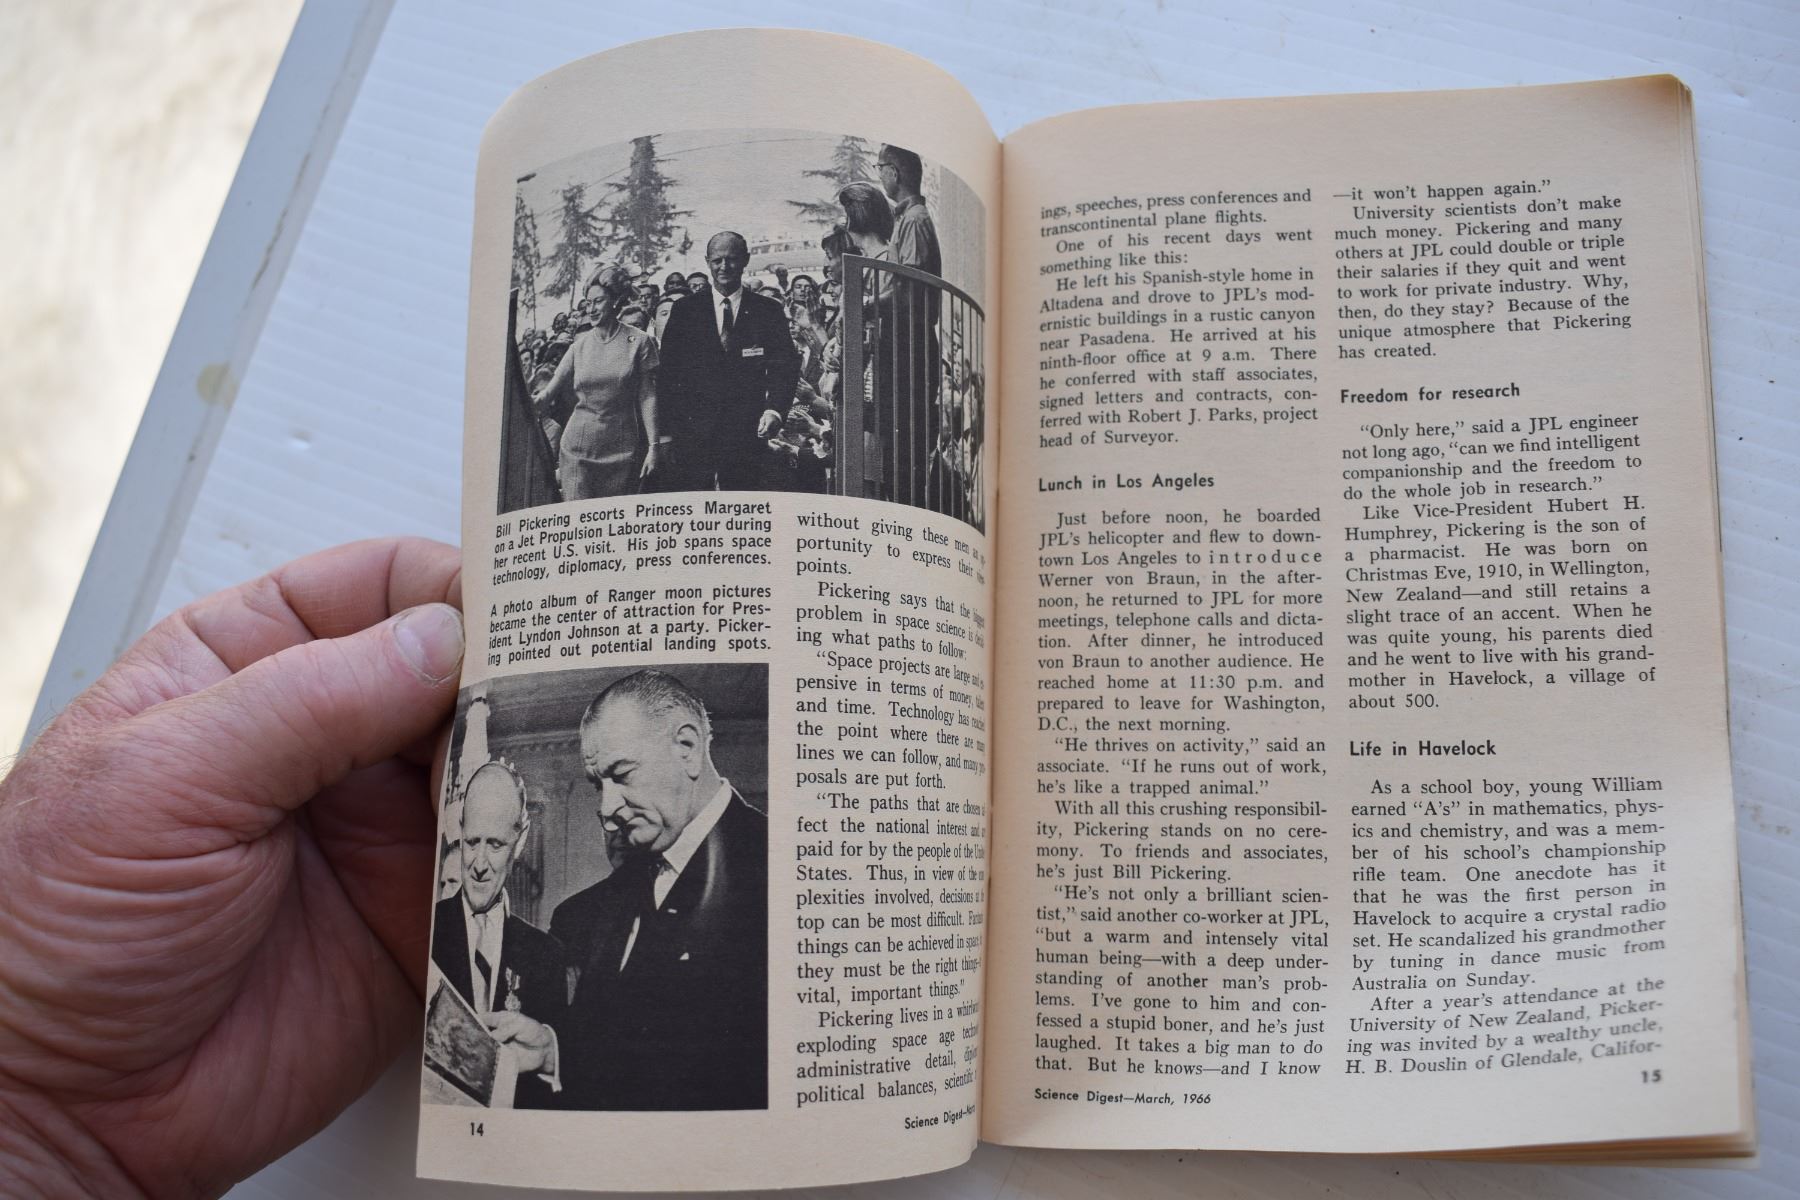 Bill Pickering escorts Princess Margaret
on a Jet Propulsion Laboratory tour during
her recent U.S. visit. His job spans space
technology, diplomacy, press conferences.
A photo album of Ranger moon pictures
became the center of attraction for Pres-
ident Lyndon Johnson at a party. Picker-
ing pointed out potential landing spots.
without giving these men an
portunity to express their
points.
Pickering says that the biggest
problem in space science is
ing what paths to follow;
"Space projects are large and
pensive in terms of money,
and time. Technology has
the point where there are many
lines we can follow, and many
posals are put forth.
"The paths that are chosen
fect the national interest and
paid for by the people of the
States. Thus, in view of the
plexities involved, decisions at
top can be most difficult.
things can be achieved in space
they must be the right things
vital, important things."
Pickering lives in a
exploding space age
administrative detail,
political balances,
14
Science Digest
ings, speeches, press conferences and
transcontinental plane flights.
One of his recent days went
something like this:
He left his Spanish-style home in
Altadena and drove to JPL's mod-
ernistic buildings in a rustic canyon
near Pasadena. He arrived at his
ninth-floor office at 9 a.m. There
he conferred with staff associates,
signed letters and contracts, con-
ferred with Robert J. Parks, project
head of Surveyor.
Lunch in Los Angeles
Just before noon, he boarded
JPL's helicopter and flew to down-
town Los Angeles to introduce
Werner von Braun, in the after-
noon, he returned to JPL for more
meetings, telephone calls and dicta-
tion. After dinner, he introduced
von Braun to another audience. He
reached home at 11:30 p.m. and
prepared to leave for Washington,
D.C., the next morning.
"He thrives on activity," said an
associate. "If he runs out of work,
he's like a trapped animal."
With all this crushing responsibil-
ity, Pickering stands on no cere-
mony. To friends and associates,
he's just Bill Pickering.
"He's not only a brilliant scien-
tist," said another co-worker at JPL,
"but a warm and intensely vital
human being—with a deep under-
standing of another man's prob-
lems. I've gone to him and con-
fessed a stupid boner, and he's just
laughed. It takes a big man to do
that. But he knows—and I know
Science Digest—March, 1966
—it won't happen again."
University scientists don't make
much money. Pickering and many
others at JPL could double or triple
their salaries if they quit and went
to work for private industry. Why,
then, do they stay? Because of the
unique atmosphere that Pickering
has created.
Freedom for research
"Only here," said a JPL engineer
not long ago, "can we find intelligent
companionship and the freedom to
do the whole job in research."
Like Vice-President Hubert H.
Humphrey, Pickering is the son of
a pharmacist. He was born on
Christmas Eve, 1910, in Wellington,
New Zealand—and still retains a
slight trace of an accent. When he
was quite young, his parents died
and he went to live with his grand-
mother in Havelock, a village of
about 500.
Life in Havelock
As a school boy, young William
earned "A's" in mathematics, phys-
ics and chemistry, and was a mem-
ber of his school's championship
rifle team. One anecdote has it
that he was the first person in
Havelock to acquire a crystal radio
set. He scandalized his grandmother
by tuning in dance music from
Australia on Sunday.
After a year's attendance at the
University of New Zealand, Picker-
ing was invited by a wealthy uncle,
H. B. Douslin of Glendale, Califor-
15